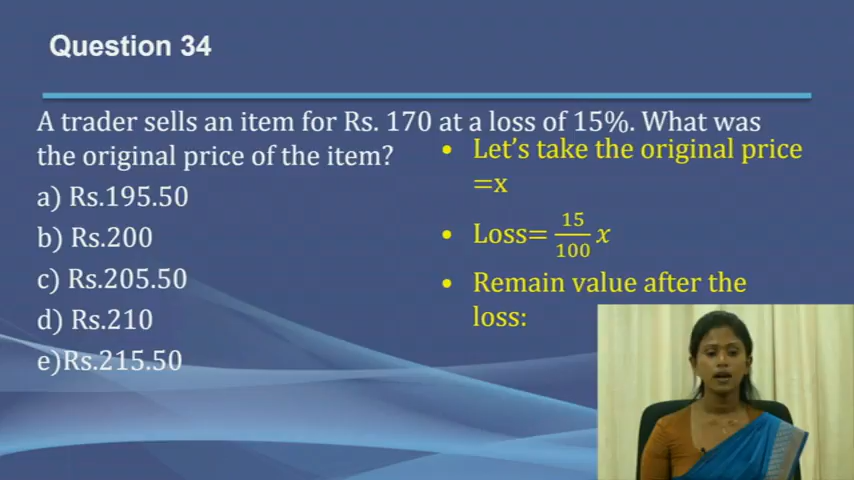 Question 34
A trader sells an item for Rs. 170 at a loss of 15%. What was
the original price of the item?
a) Rs.195.50
b) Rs.200
c) Rs.205.50
d) Rs.210
e)Rs.215.50
• Let's take the original price
=x
• Loss= 15/100 x
• Remain value after the
loss: